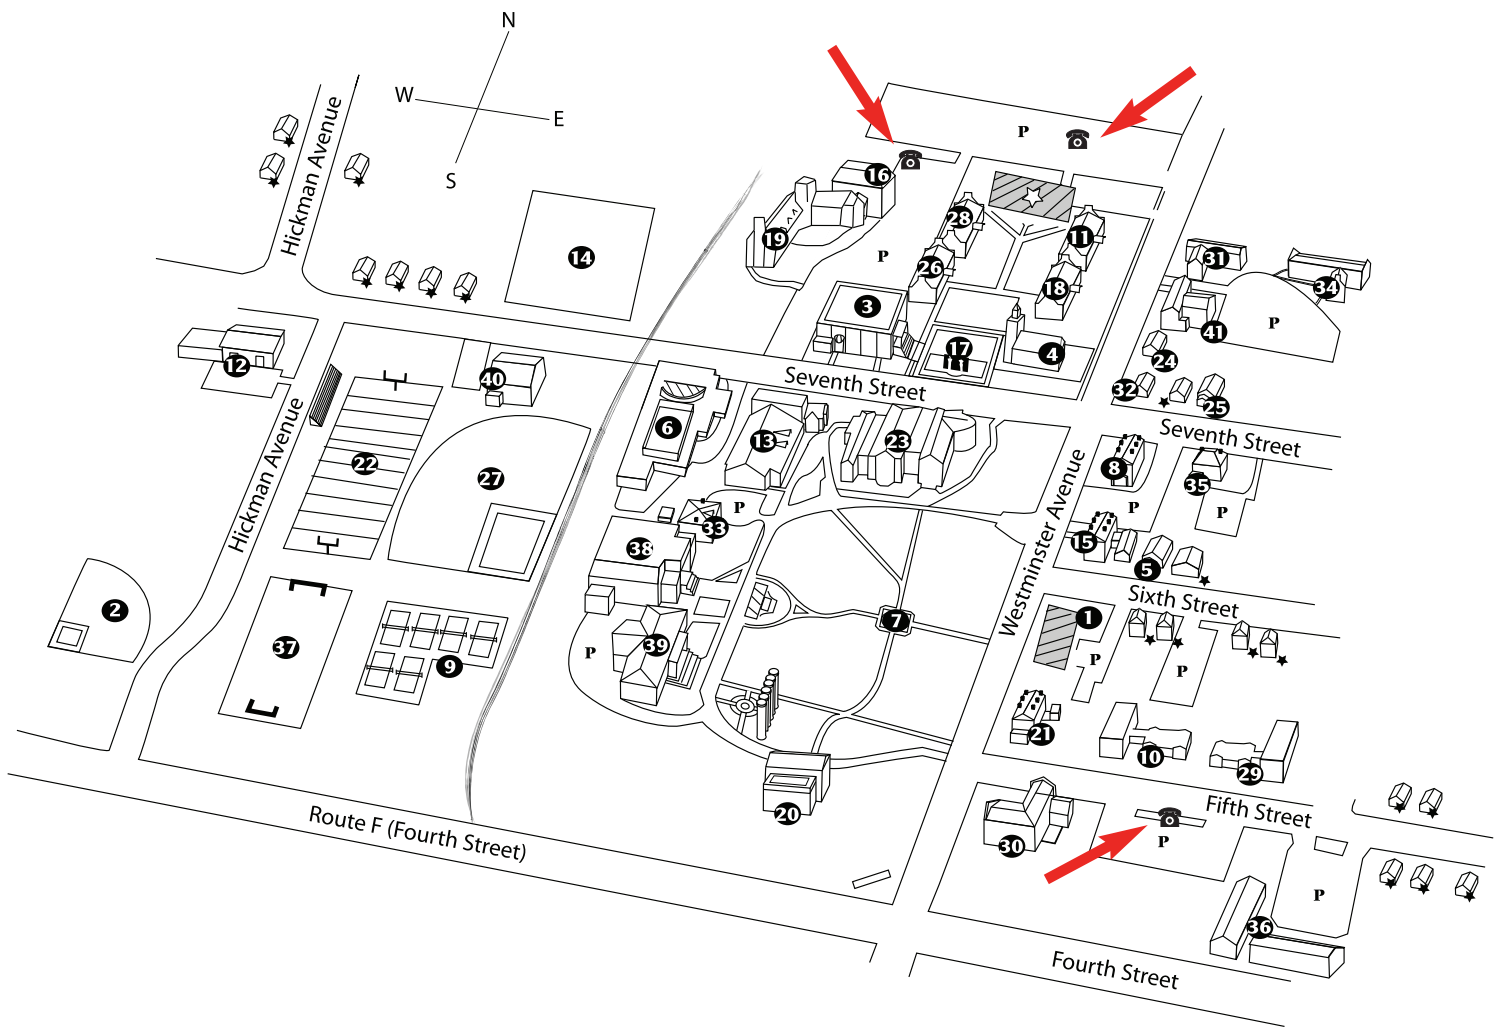 N
W
E
S
Hickman Avenue
P
16
28
11
19
14
P
26
31
34
18
3
P
41
17
4
24
12
40
32
25
Seventh Street
Seventh Street
6
13
23
8
22
27
35
Hickman Avenue
P
P
P
33
15
38
Westminster Avenue
5
Sixth Street
2
1
7
37
39
P
P
9
P
21
10
29
20
Fifth Street
Route F (Fourth Street)
30
P
P
36
Fourth Street